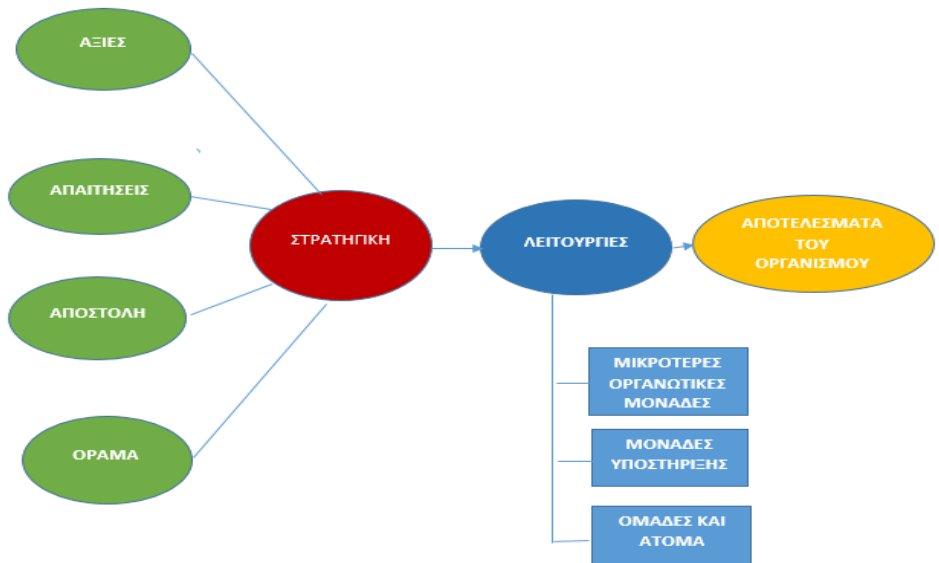 ΑΞΙΕΣ
ΑΠΑΙΤΗΣΕΙΣ
ΑΠΟΣΤΟΛΗ
ΟΡΑΜΑ
ΣΤΡΑΤΗΓΙΚΗ
ΛΕΙΤΟΥΡΓΙΕΣ
ΑΠΟΤΕΛΕΣΜΑΤΑ
ΤΟΥ
ΟΡΓΑΝΙΣΜΟΥ
ΜΙΚΡΟΤΕΡΕΣ
ΟΡΓΑΝΩΤΙΚΕΣ
ΜΟΝΑΔΕΣ
ΜΟΝΑΔΕΣ
ΥΠΟΣΤΗΡΙΞΗΣ
ΟΜΑΔΕΣ ΚΑΙ
ΑΤΟΜΑ